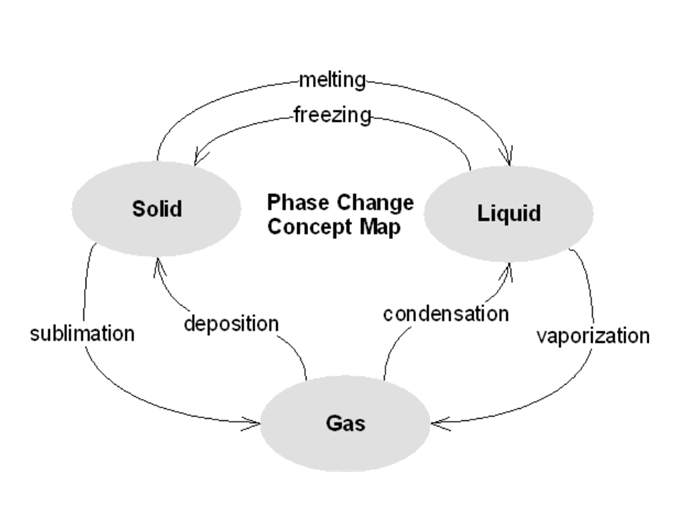 melting
freezing
Solid
Phase Change
Concept Map
Liquid
sublimation
deposition
condensation
vaporization
Gas